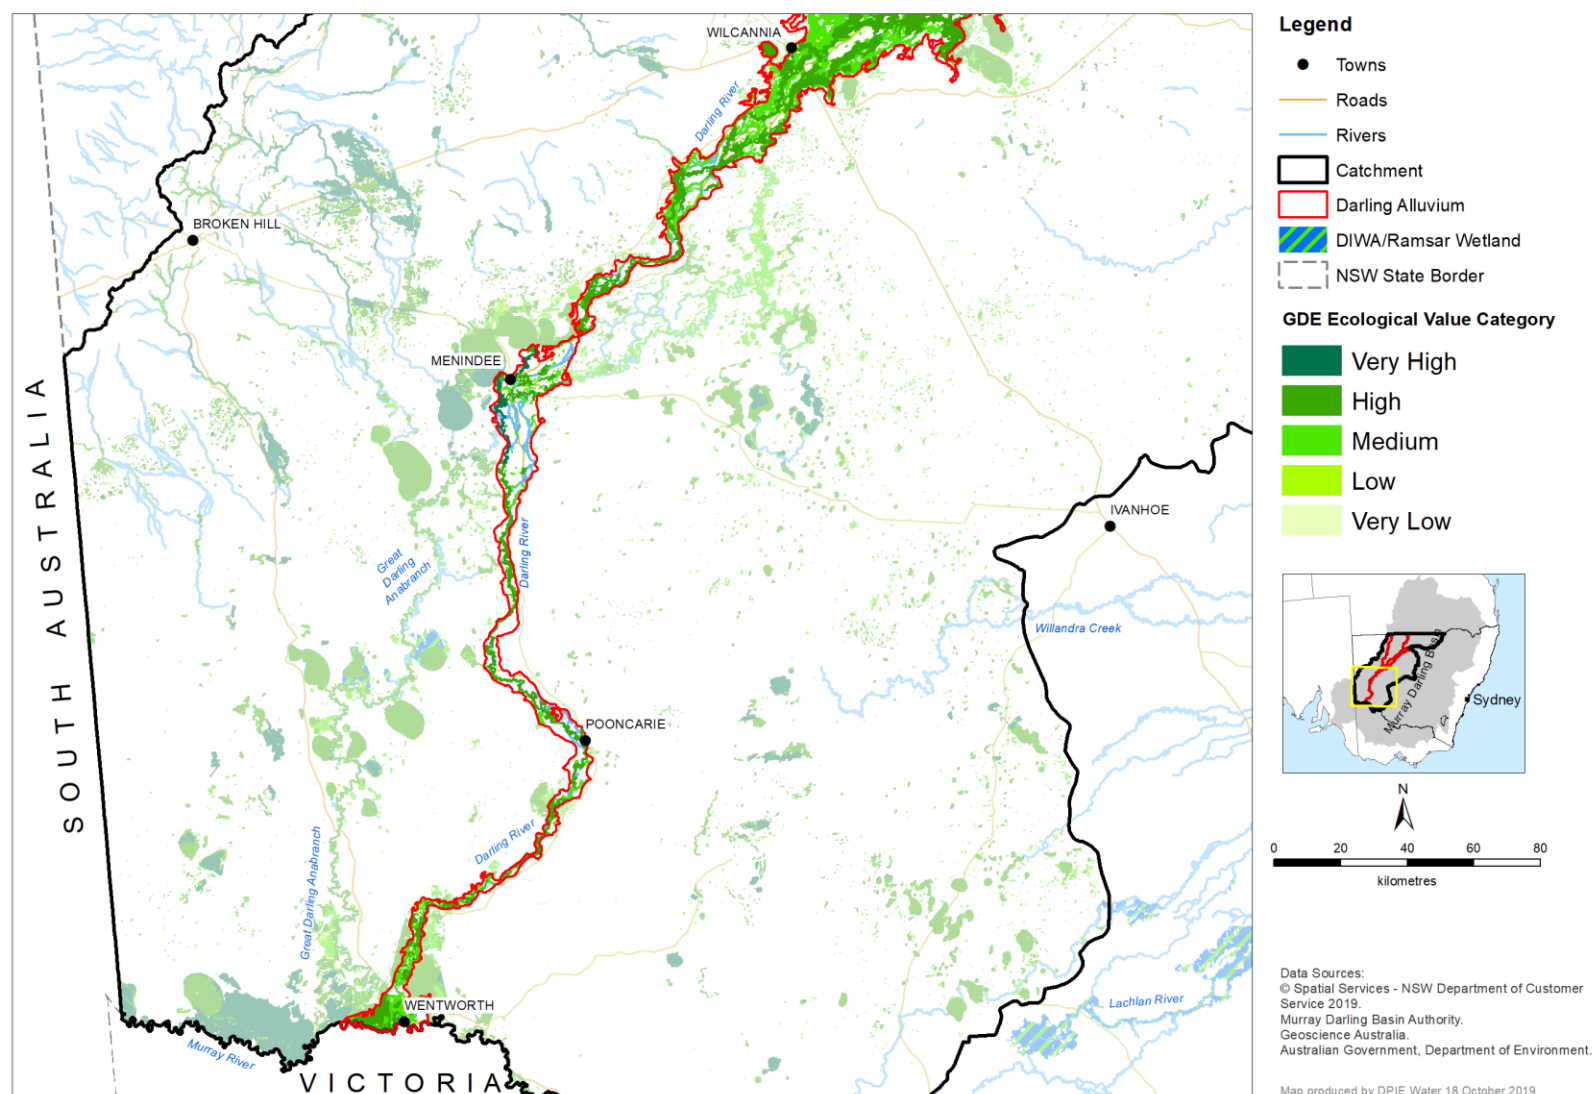 WILCANNIA
Darling River
BROKEN HILL
MENINDEE
SOUTH AUSTRALIA
Great
Darling
Anabranch
Darling River
IVANHOE
Willandra Creek
POONCARIE
Darling River
Great Darling Anabranch
WENTWORTH
Murray River
VICTORIA
Lachlan River
Legend
Towns
Roads
Rivers
Catchment
Darling Alluvium
DIWA/Ramsar Wetland
NSW State Border
GDE Ecological Value Category
Very High
High
Medium
Low
Very Low
Murray Darling Basin
Sydney
N
0 20 40 60 80
kilometres
Data Sources:
© Spatial Services - NSW Department of Customer
Service 2019.
Murray Darling Basin Authority.
Geoscience Australia.
Australian Government, Department of Environment.
Map produced by DPIE Water 18 October 2019